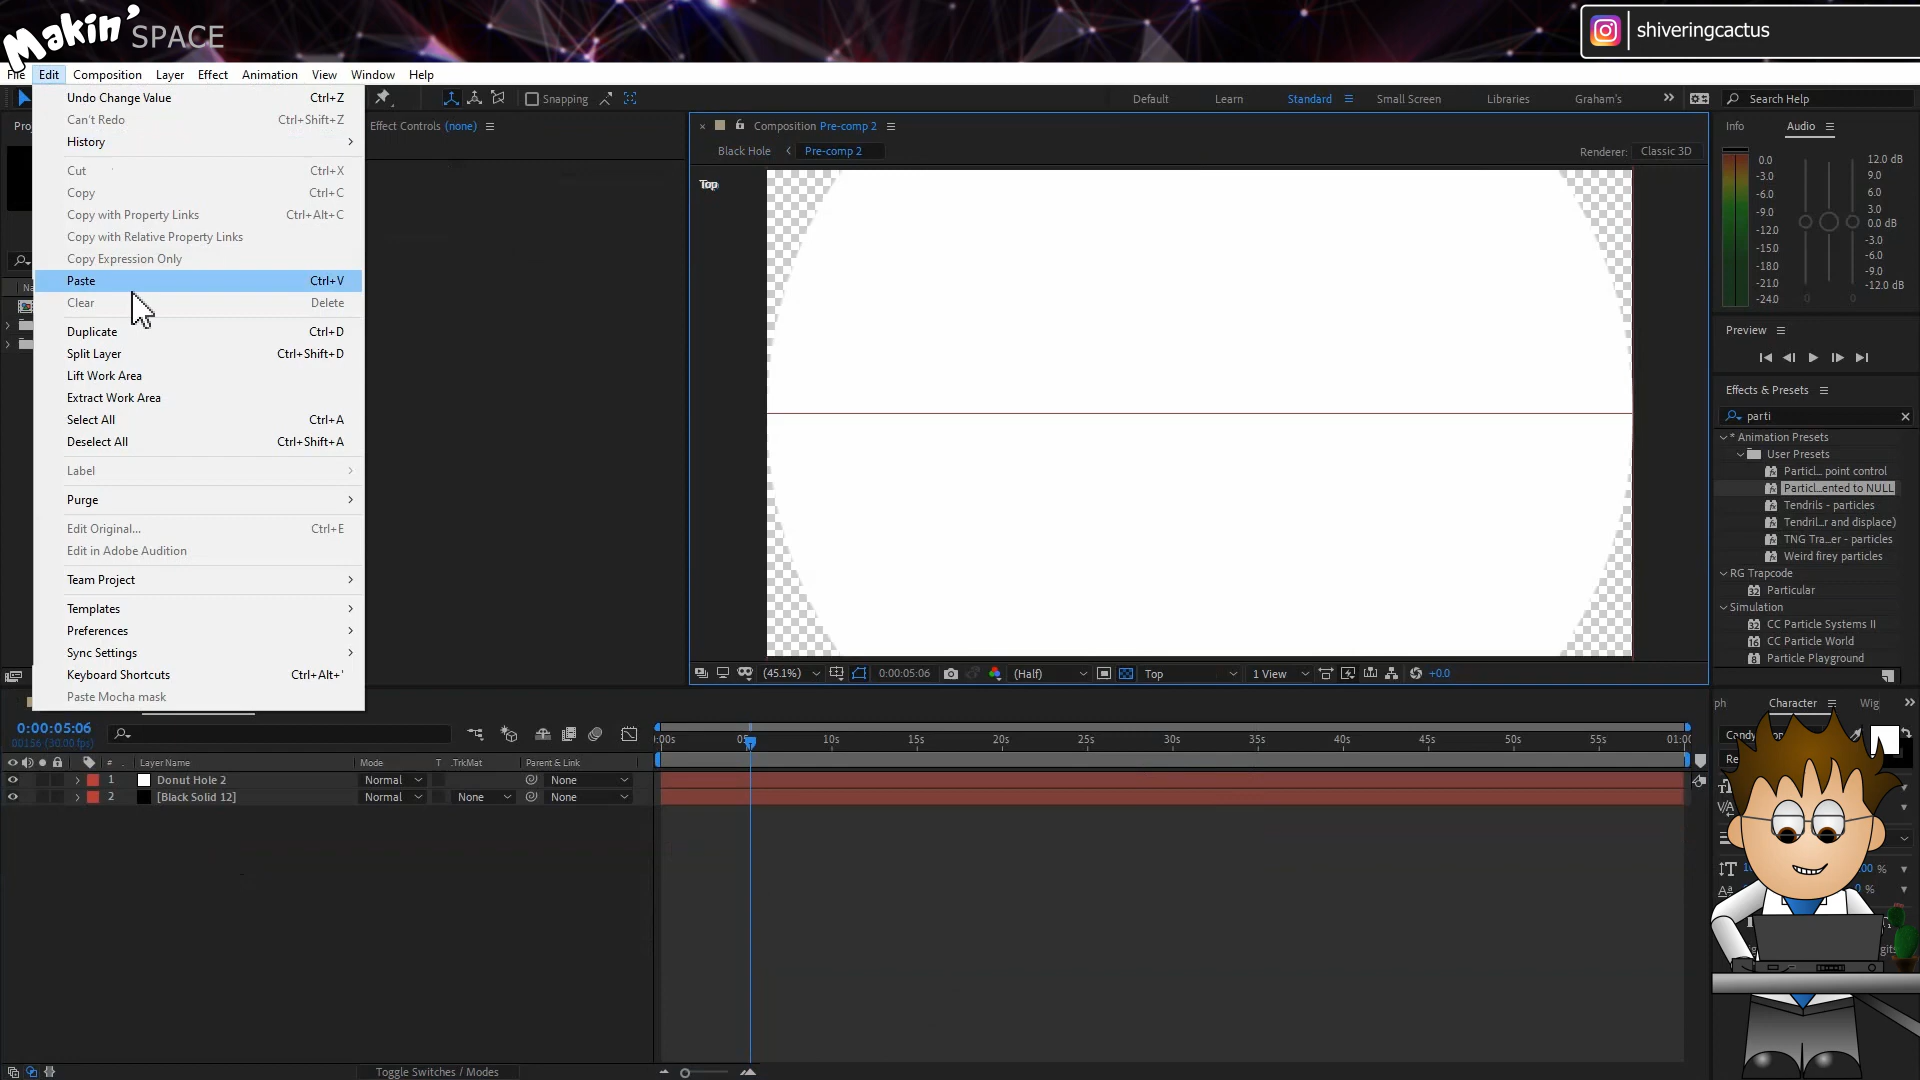 Makin' SPACE
shiveringcactus
File Edit Composition Layer Effect Animation View Window Help
Undo Change Value Ctrl+Z
Can't Redo Ctrl+Shift+Z
History
Cut Ctrl+X
Copy Ctrl+C
Copy with Property Links Ctrl+Alt+C
Copy with Relative Property Links
Copy Expression Only
Paste Ctrl+V
Clear Delete
Duplicate Ctrl+D
Split Layer Ctrl+Shift+D
Lift Work Area
Extract Work Area
Select All Ctrl+A
Deselect All Ctrl+Shift+A
Label
Purge
Edit Original... Ctrl+E
Edit in Adobe Audition
Team Project
Templates
Preferences
Sync Settings
Keyboard Shortcuts Ctrl+Alt+'
Paste Mocha mask
Snapping
Default Learn Standard Small Screen Libraries Graham's
Search Help
Effect Controls (none)
Composition Pre-comp 2
Black Hole Pre-comp 2
Renderer: Classic 3D
Top
(45.1%) 0:00:05:06 (Half) Top 1 View +0.0
Info Audio
0.0
-3.0
-6.0
-9.0
-12.0
-15.0
-18.0
-21.0
-24.0
12.0 dB
9.0
6.0
3.0
0.0 dB
-3.0
-6.0
-9.0
-12.0 dB
0 0
Preview
Effects & Presets
parti
* Animation Presets
User Presets
Particl... point control
Particl...ented to NULL
Tendrils - particles
Tendril...r and displace)
TNG Tra...er - particles
Weird firey particles
RG Trapcode
Particular
Simulation
CC Particle Systems II
CC Particle World
Particle Playground
ph Character Wig
0:00:05:06
00156 (30.00 fps)
:00s 05 10s 15s 20s 25s 30s 35s 40s 45s 50s 55s 01:00
# Layer Name Mode T .TrkMat Parent & Link
1 Donut Hole 2 Normal None
2 [Black Solid 12] Normal None None
Toggle Switches / Modes